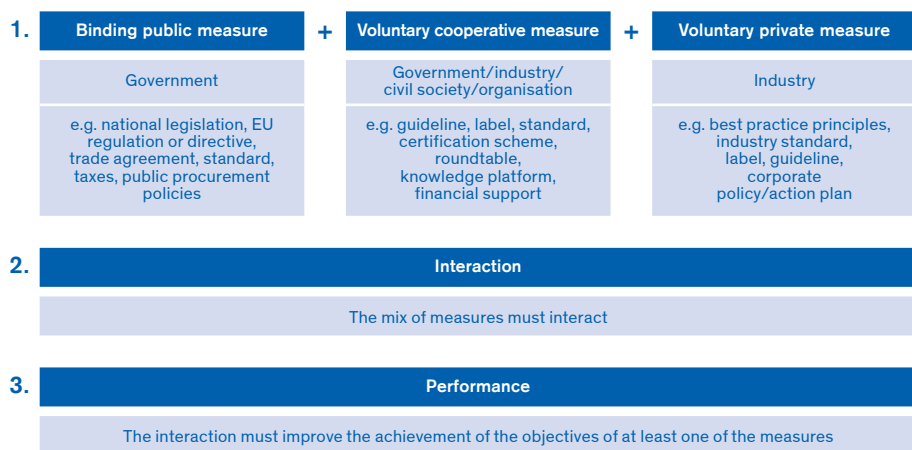 1.
Binding public measure + Voluntary cooperative measure + Voluntary private measure
Government
Government/industry/
civil society/organisation
Industry
e.g. national legislation, EU
regulation or directive,
trade agreement, standard,
taxes, public procurement
policies
e.g. guideline, label, standard,
certification scheme,
roundtable,
knowledge platform,
financial support
e.g. best practice principles,
industry standard,
label, guideline,
corporate
policy/action plan
2.
Interaction
The mix of measures must interact
3.
Performance
The interaction must improve the achievement of the objectives of at least one of the measures